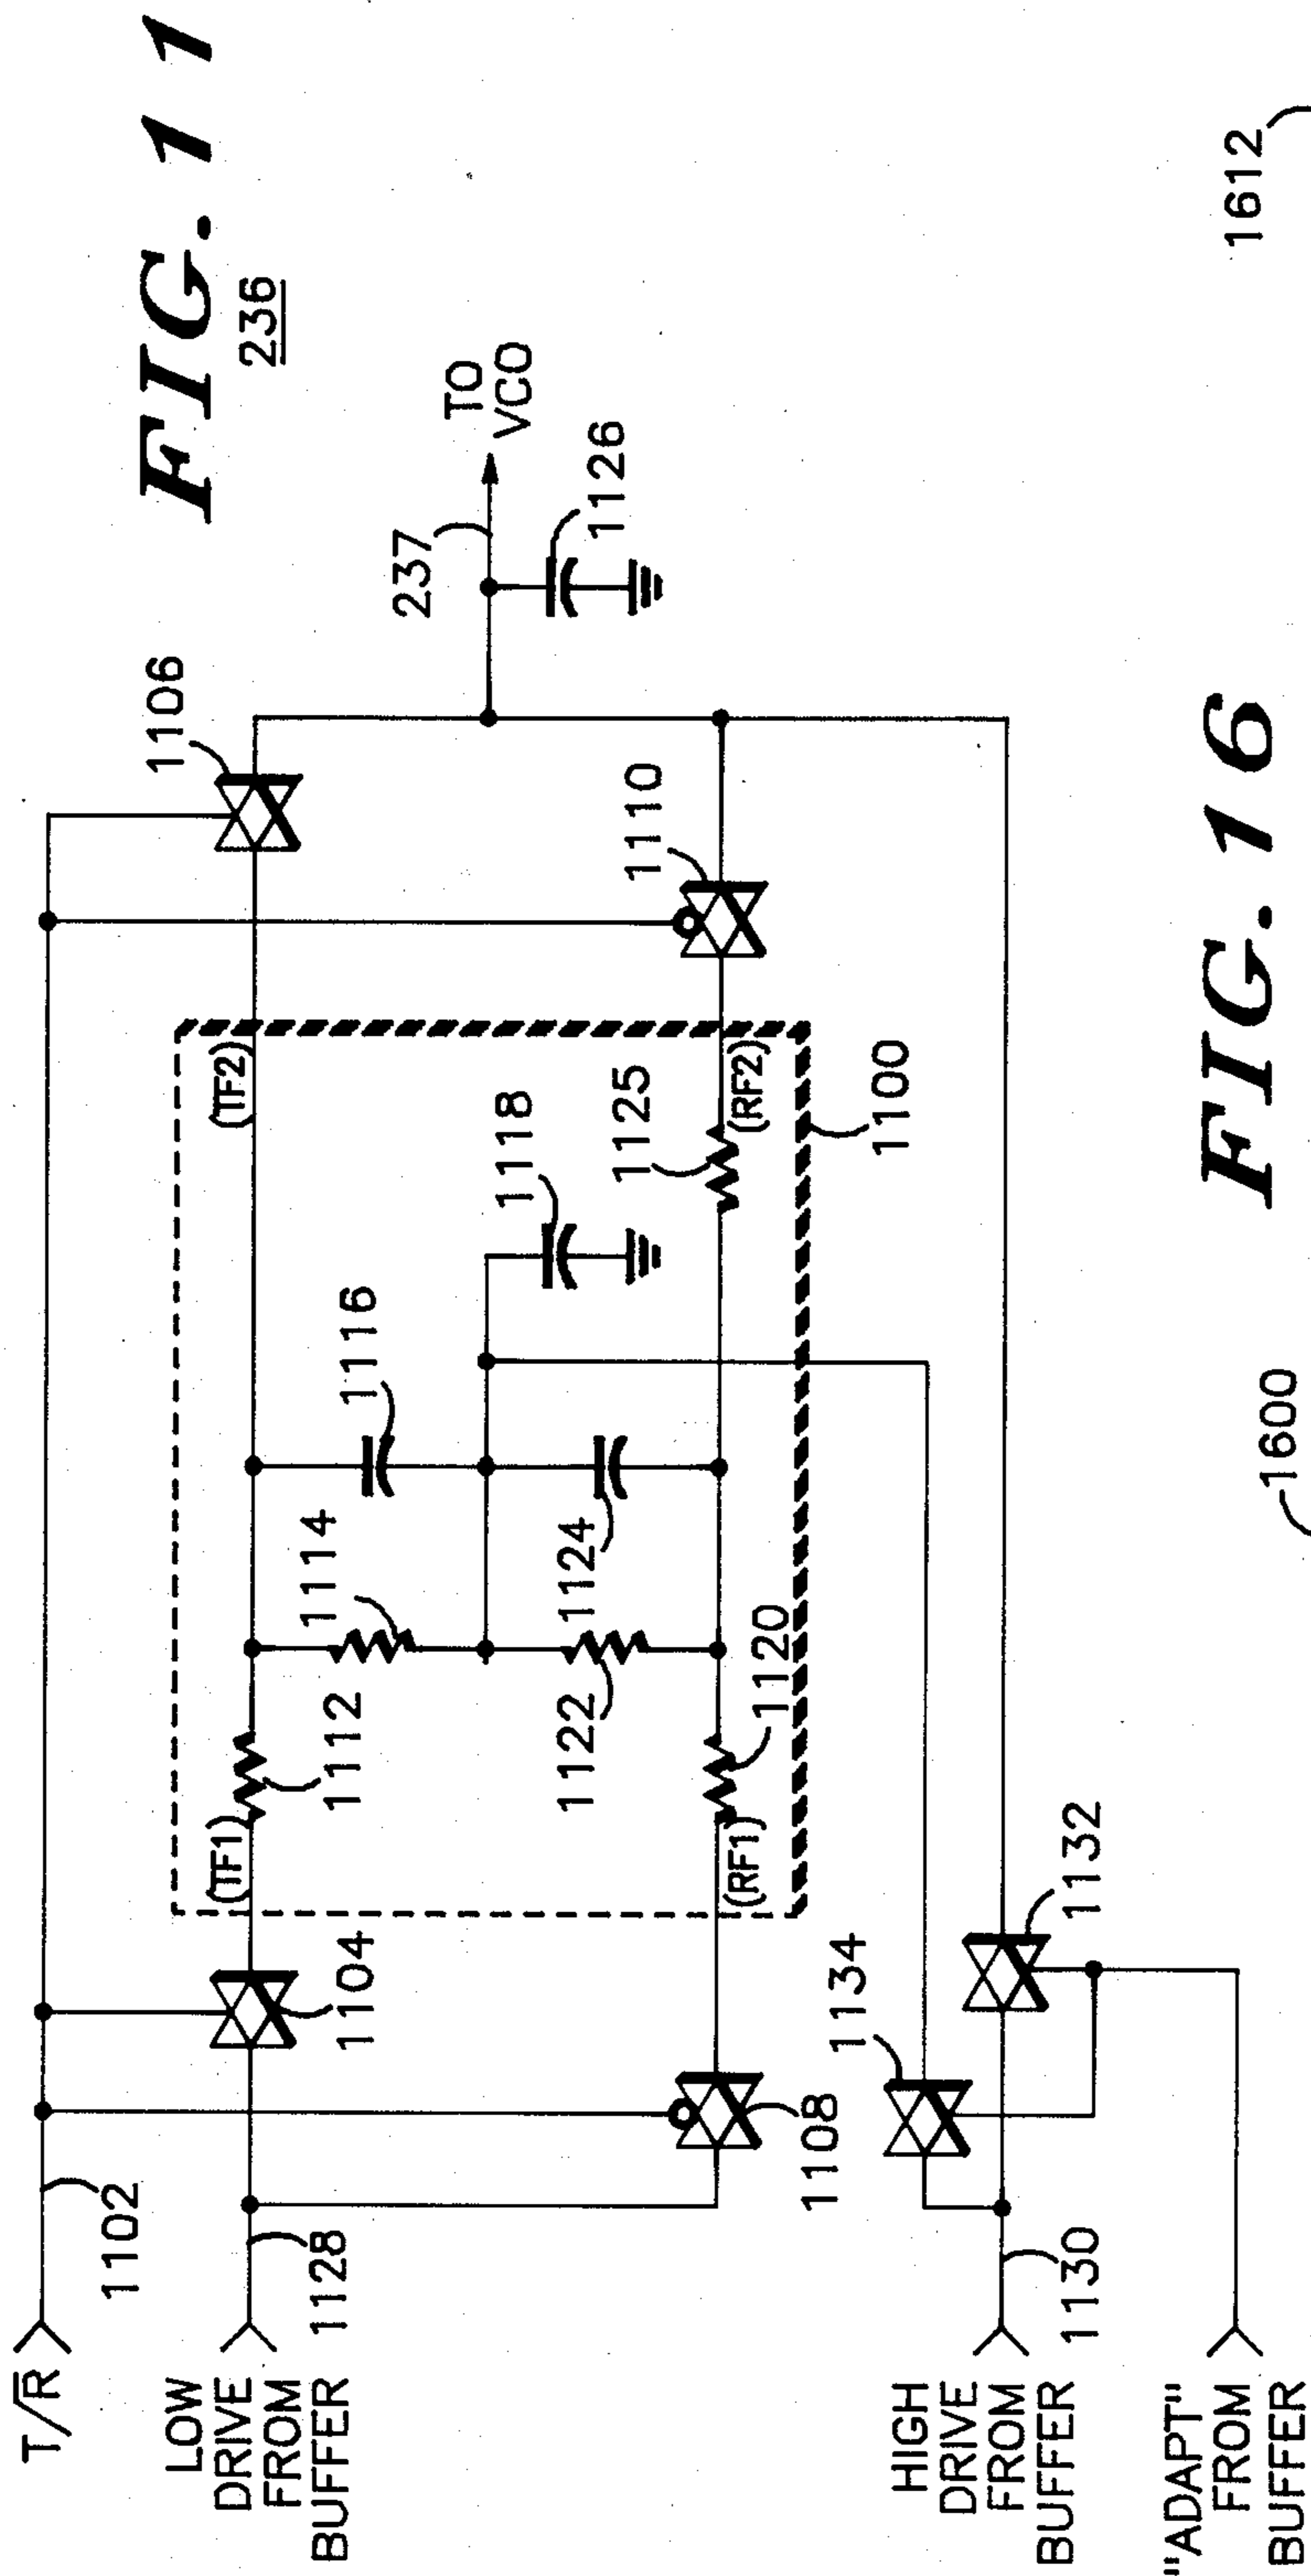 FIG. 11
236
T/R̅
1102
LOW
DRIVE
FROM
BUFFER
1128
1104
1106
(TF1)
(TF2)
1112
1114
1116
1118
237
TO
VCO
1126
1108
1110
(RF1)
(RF2)
1120
1122
1124
1125
1100
HIGH
DRIVE
FROM
BUFFER
1130
1134
1132
"ADAPT"
FROM
BUFFER
FIG. 16
1600
1612